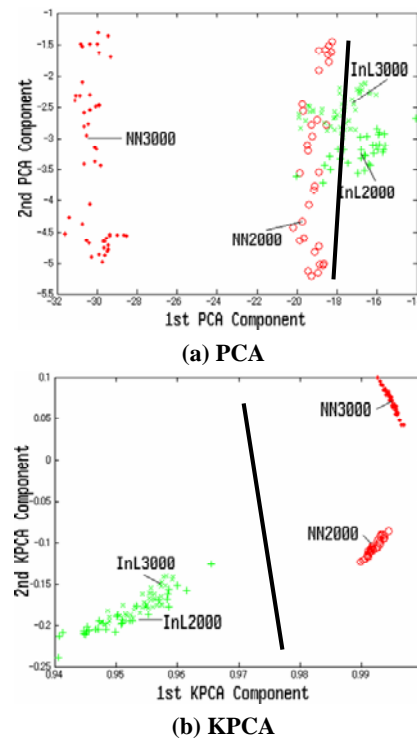 -1
-1.5
-2
-2.5
-3
-3.5
-4
-4.5
-5
-5.5
2nd PCA Component
InL3000
NN3000
InL2000
NN2000
-32 -30 -28 -26 -24 -22 -20 -18 -16 -14
1st PCA Component
(a) PCA
0.1
0.05
0
-0.05
-0.1
-0.15
-0.2
-0.25
2nd KPCA Component
NN3000
NN2000
InL3000
InL2000
0.94 0.95 0.96 0.97 0.98 0.99
1st KPCA Component
(b) KPCA